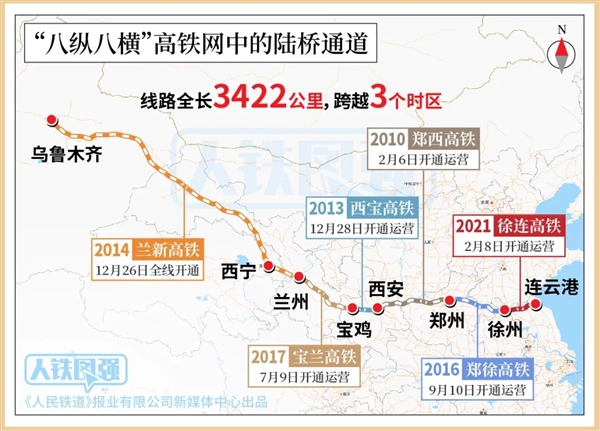 “八纵八横”高铁网中的陆桥通道
N
线路全长3422公里,跨越3个时区
乌鲁木齐
2010 郑西高铁
2月6日开通运营
2013 西宝高铁
12月28日开通运营
2021 徐连高铁
2月8日开通运营
2014 兰新高铁
12月26日全线开通
西宁
兰州
宝鸡
西安
郑州
徐州
连云港
2017 宝兰高铁
7月9日开通运营
2016 郑徐高铁
9月10日开通运营
人铁图强
人铁图强
《人民铁道》报业有限公司新媒体中心出品